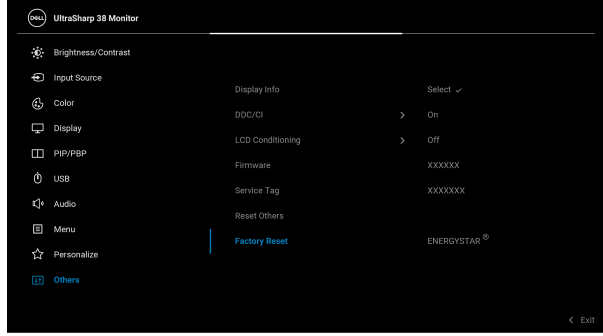 DELL UltraSharp 38 Monitor
Brightness/Contrast
Input Source
Color
Display
PIP/PBP
USB
Audio
Menu
Personalize
Others
Display Info Select
DDC/CI On
LCD Conditioning Off
Firmware XXXXXX
Service Tag XXXXXXX
Reset Others
Factory Reset ENERGYSTAR ®
Exit